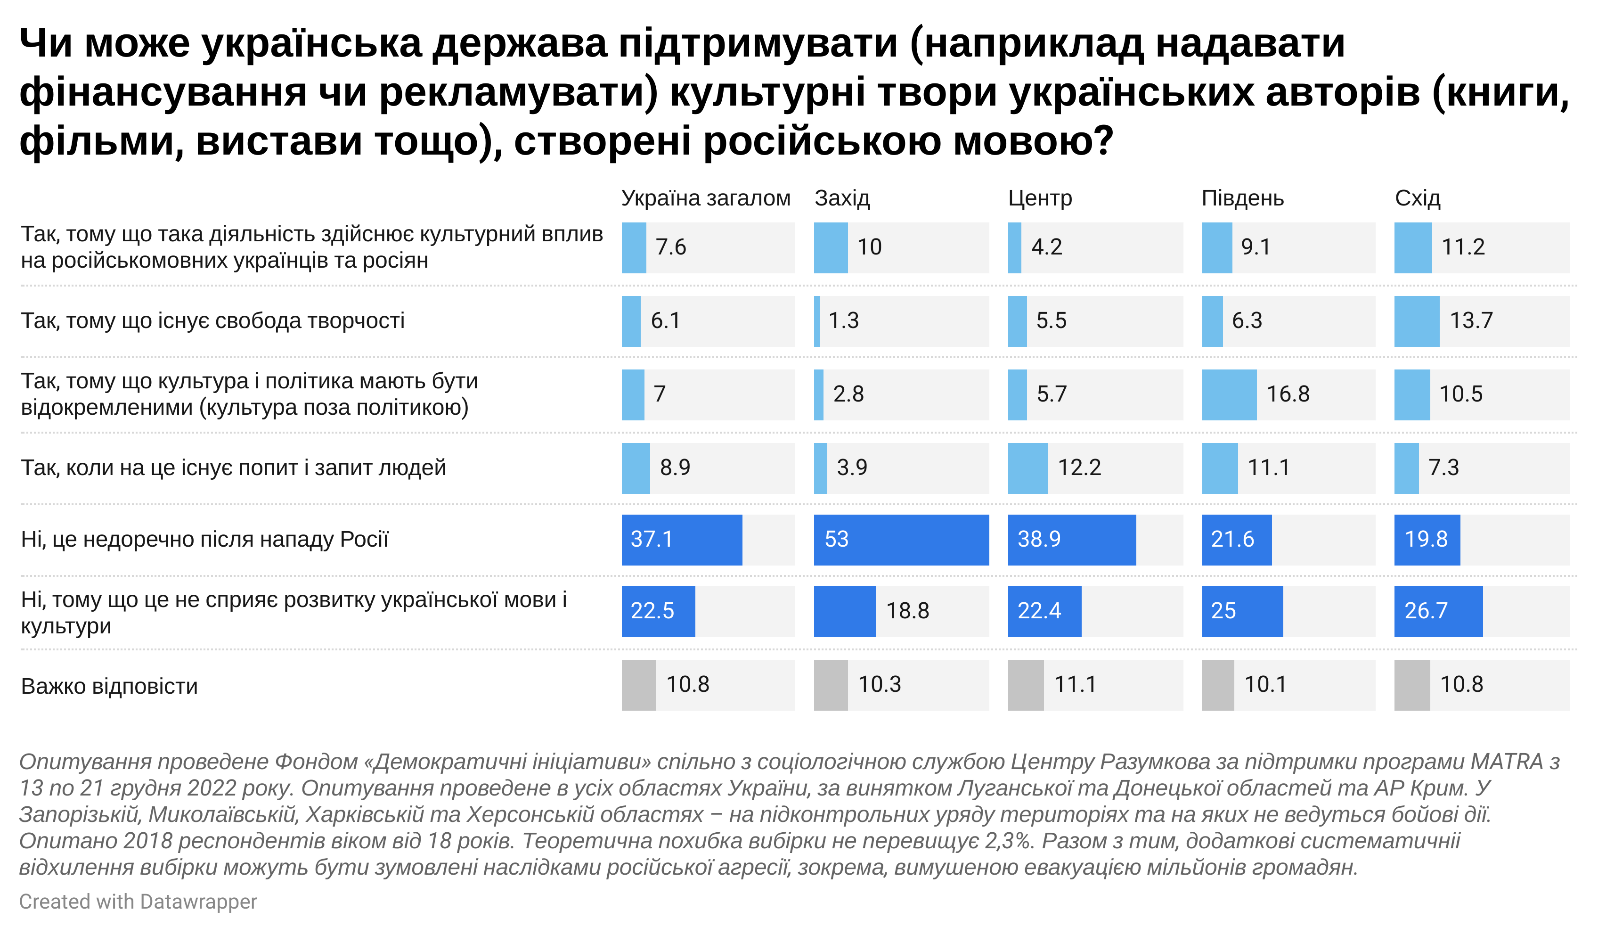 Чи може українська держава підтримувати (наприклад надавати
фінансування чи рекламувати) культурні твори українських авторів (книги,
фільми, вистави тощо), створені російською мовою?
Україна загалом Захід Центр Південь Схід
Так, тому що така діяльність здійснює культурний вплив
на російськомовних українців та росіян
7.6 10 4.2 9.1 11.2
Так, тому що існує свобода творчості 6.1 1.3 5.5 6.3 13.7
Так, тому що культура і політика мають бути
відокремленими (культура поза політикою)
7 2.8 5.7 16.8 10.5
Так, коли на це існує попит і запит людей 8.9 3.9 12.2 11.1 7.3
Ні, це недоречно після нападу Росії 37.1 53 38.9 21.6 19.8
Ні, тому що це не сприяє розвитку української мови і
культури
22.5 18.8 22.4 25 26.7
Важко відповісти 10.8 10.3 11.1 10.1 10.8
Опитування проведене Фондом «Демократичні ініціативи» спільно з соціологічною службою Центру Разумкова за підтримки програми MATRA з
13 по 21 грудня 2022 року. Опитування проведене в усіх областях України, за винятком Луганської та Донецької областей та АР Крим. У
Запорізькій, Миколаївській, Харківській та Херсонській областях – на підконтрольних уряду територіях та на яких не ведуться бойові дії.
Опитано 2018 респондентів віком від 18 років. Теоретична похибка вибірки не перевищує 2,3%. Разом з тим, додаткові систематичніі
відхилення вибірки можуть бути зумовлені наслідками російської агресії, зокрема, вимушеною евакуацією мільйонів громадян.
Created with Datawrapper